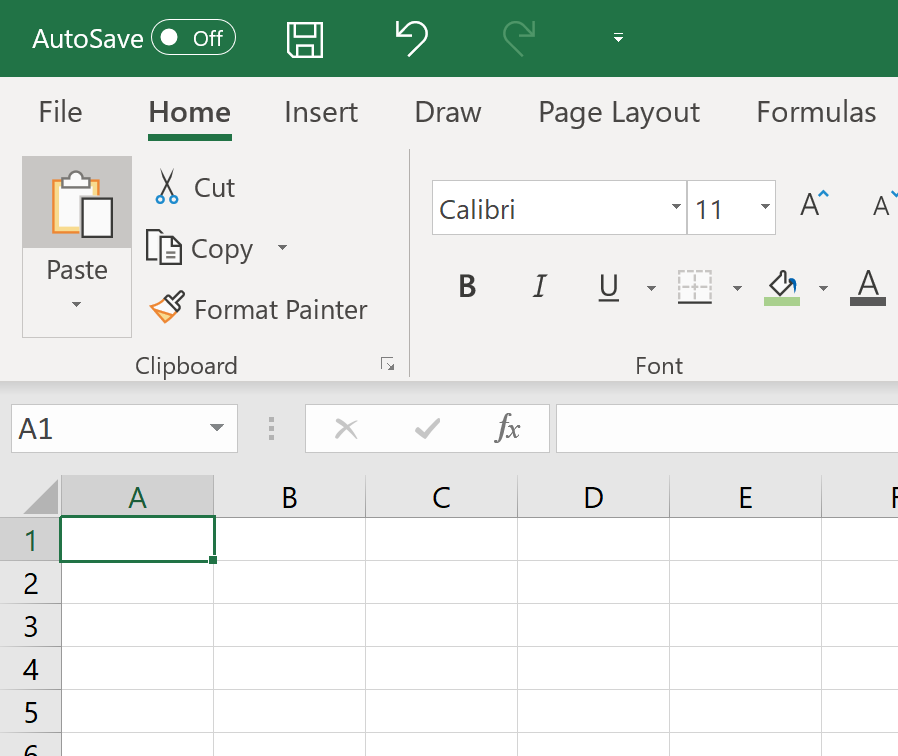 AutoSave Off
File Home Insert Draw Page Layout Formulas
Cut
Copy
Paste
Format Painter
Clipboard
Calibri 11 A A
B I U A
Font
A1 fx
A B C D E F
1
2
3
4
5
6